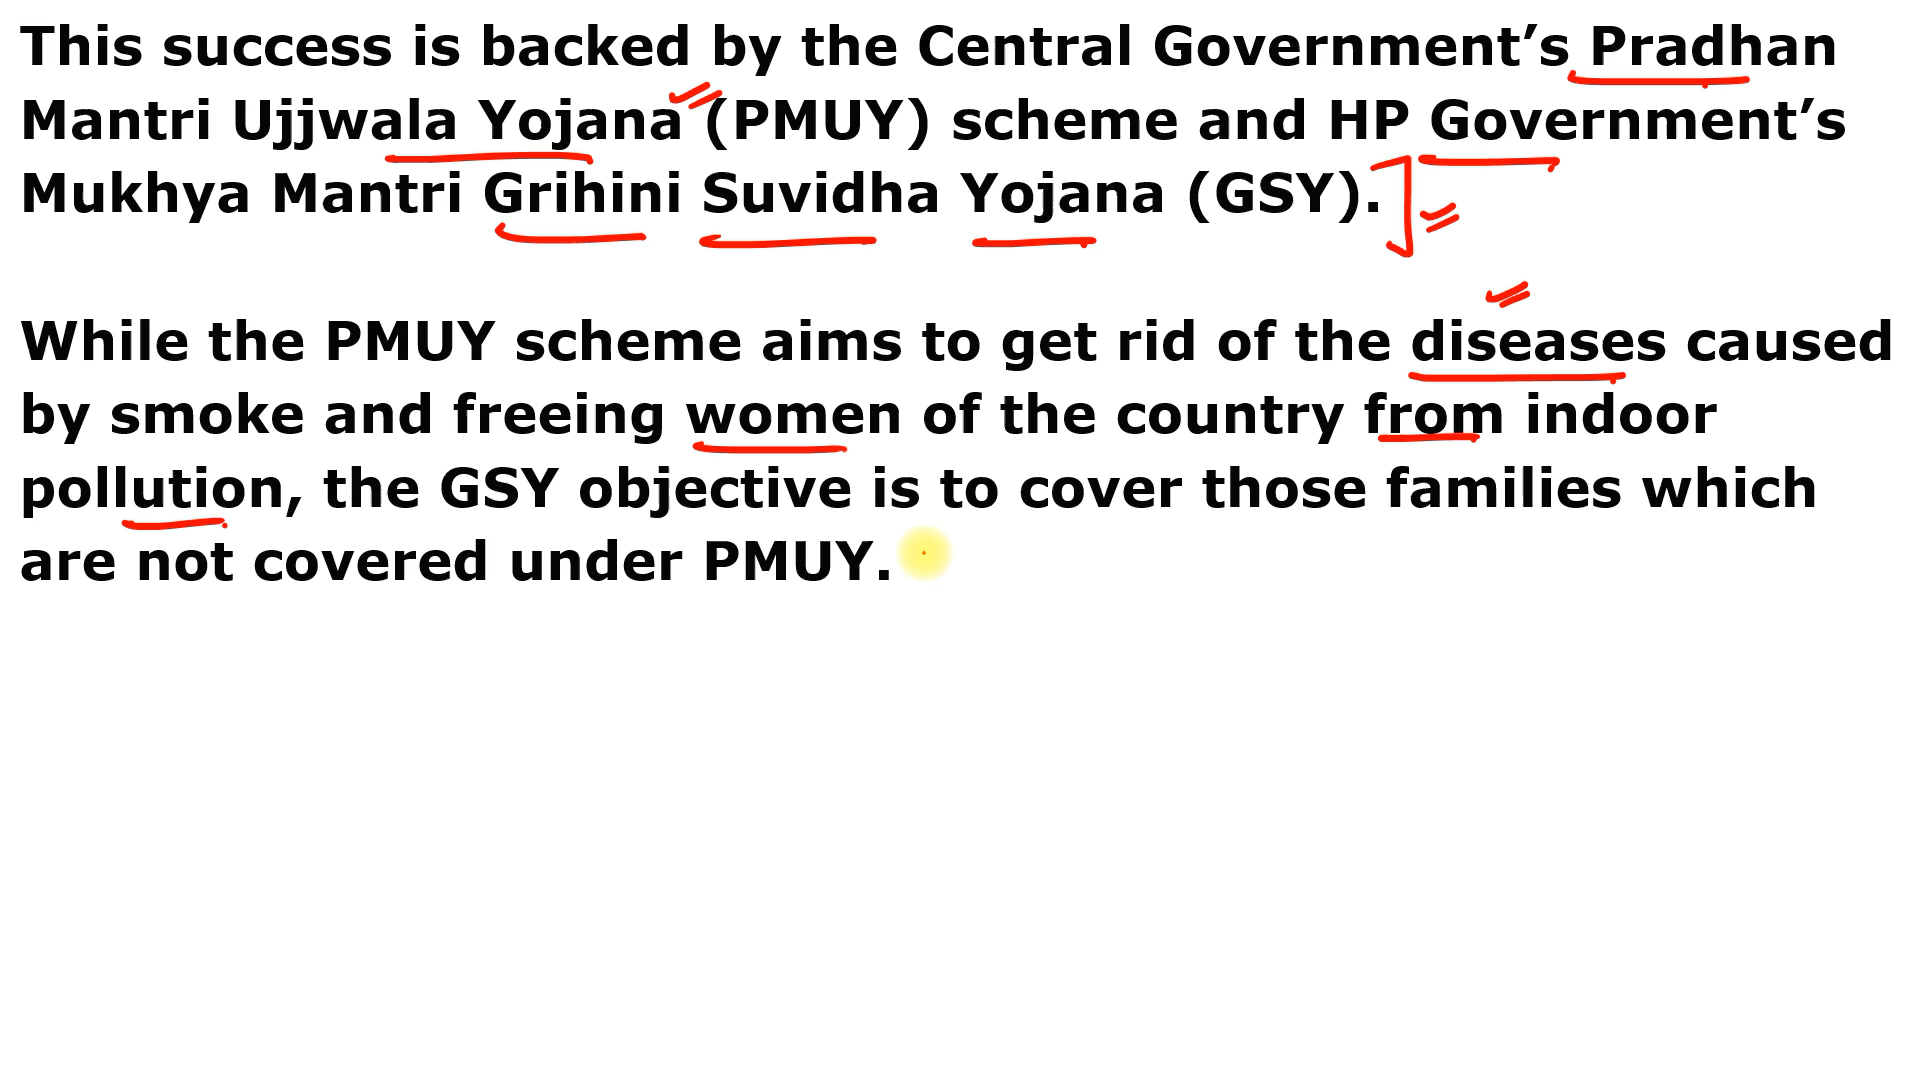 This success is backed by the Central Government’s Pradhan
Mantri Ujjwala Yojana (PMUY) scheme and HP Government’s
Mukhya Mantri Grihini Suvidha Yojana (GSY).
While the PMUY scheme aims to get rid of the diseases caused
by smoke and freeing women of the country from indoor
pollution, the GSY objective is to cover those families which
are not covered under PMUY.